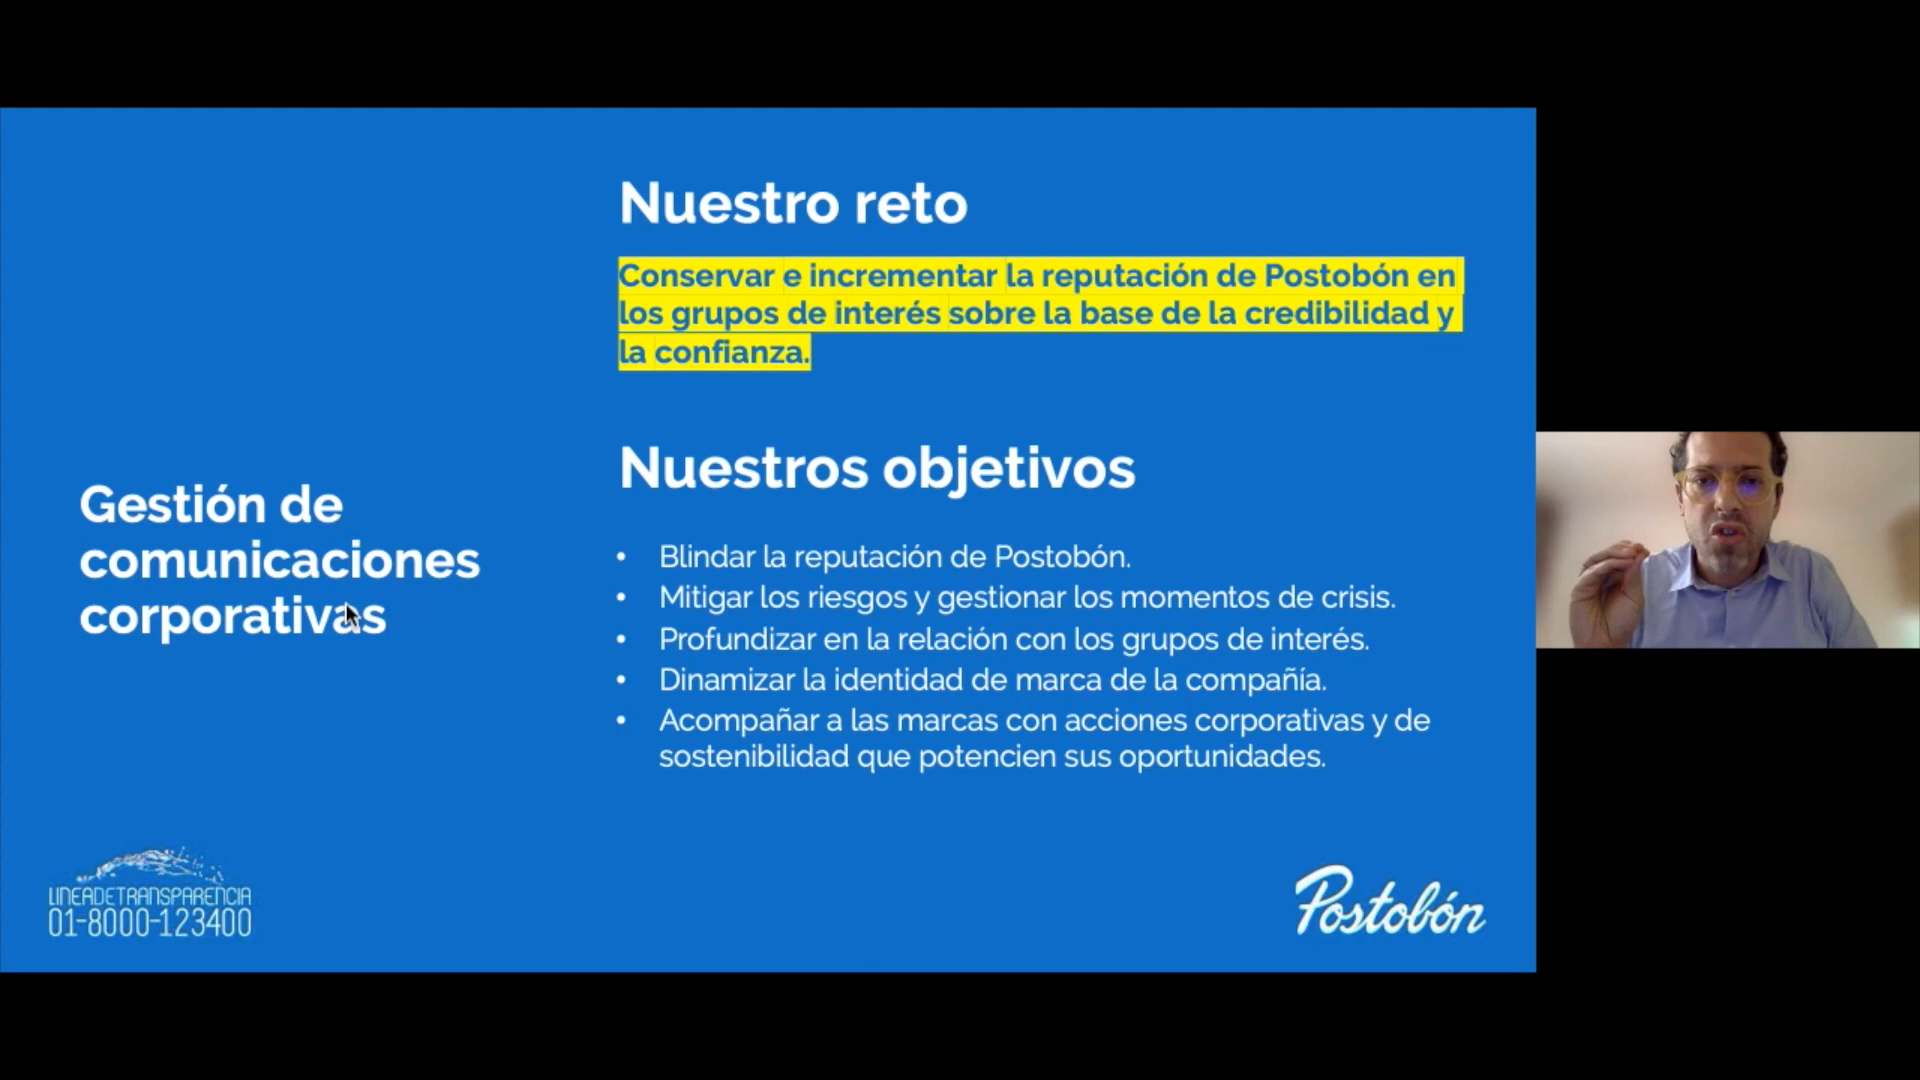 Gestión de
comunicaciones
corporativas
Nuestro reto
Conservar e incrementar la reputación de Postobón en
los grupos de interés sobre la base de la credibilidad y
la confianza.
Nuestros objetivos
• Blindar la reputación de Postobón.
• Mitigar los riesgos y gestionar los momentos de crisis.
• Profundizar en la relación con los grupos de interés.
• Dinamizar la identidad de marca de la compañía.
• Acompañar a las marcas con acciones corporativas y de
sostenibilidad que potencien sus oportunidades.
LINEADETRANSPARENCIA
01-8000-123400
Postobón